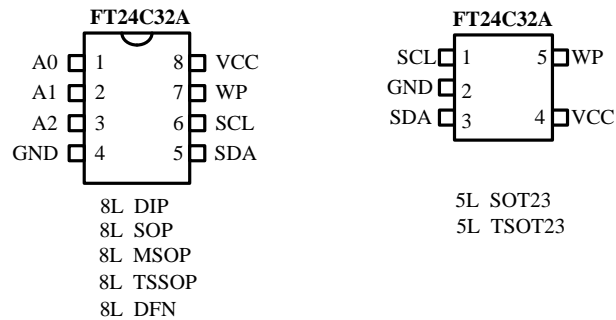 FT24C32A
A0 1 8 VCC
A1 2 7 WP
A2 3 6 SCL
GND 4 5 SDA
8L DIP
8L SOP
8L MSOP
8L TSSOP
8L DFN
FT24C32A
SCL 1 5 WP
GND 2
SDA 3 4 VCC
5L SOT23
5L TSOT23